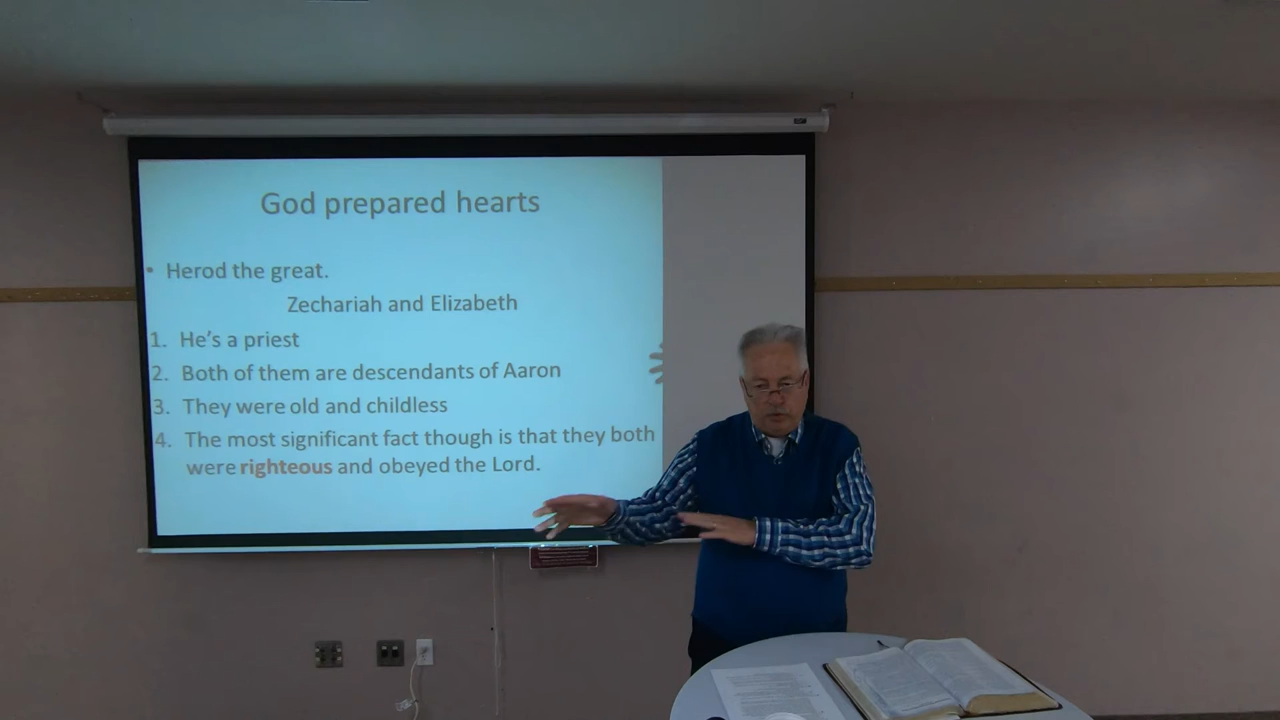 God prepared hearts
• Herod the great.
Zechariah and Elizabeth
1. He's a priest
2. Both of them are descendants of Aaron
3. They were old and childless
4. The most significant fact though is that they both
were righteous and obeyed the Lord.